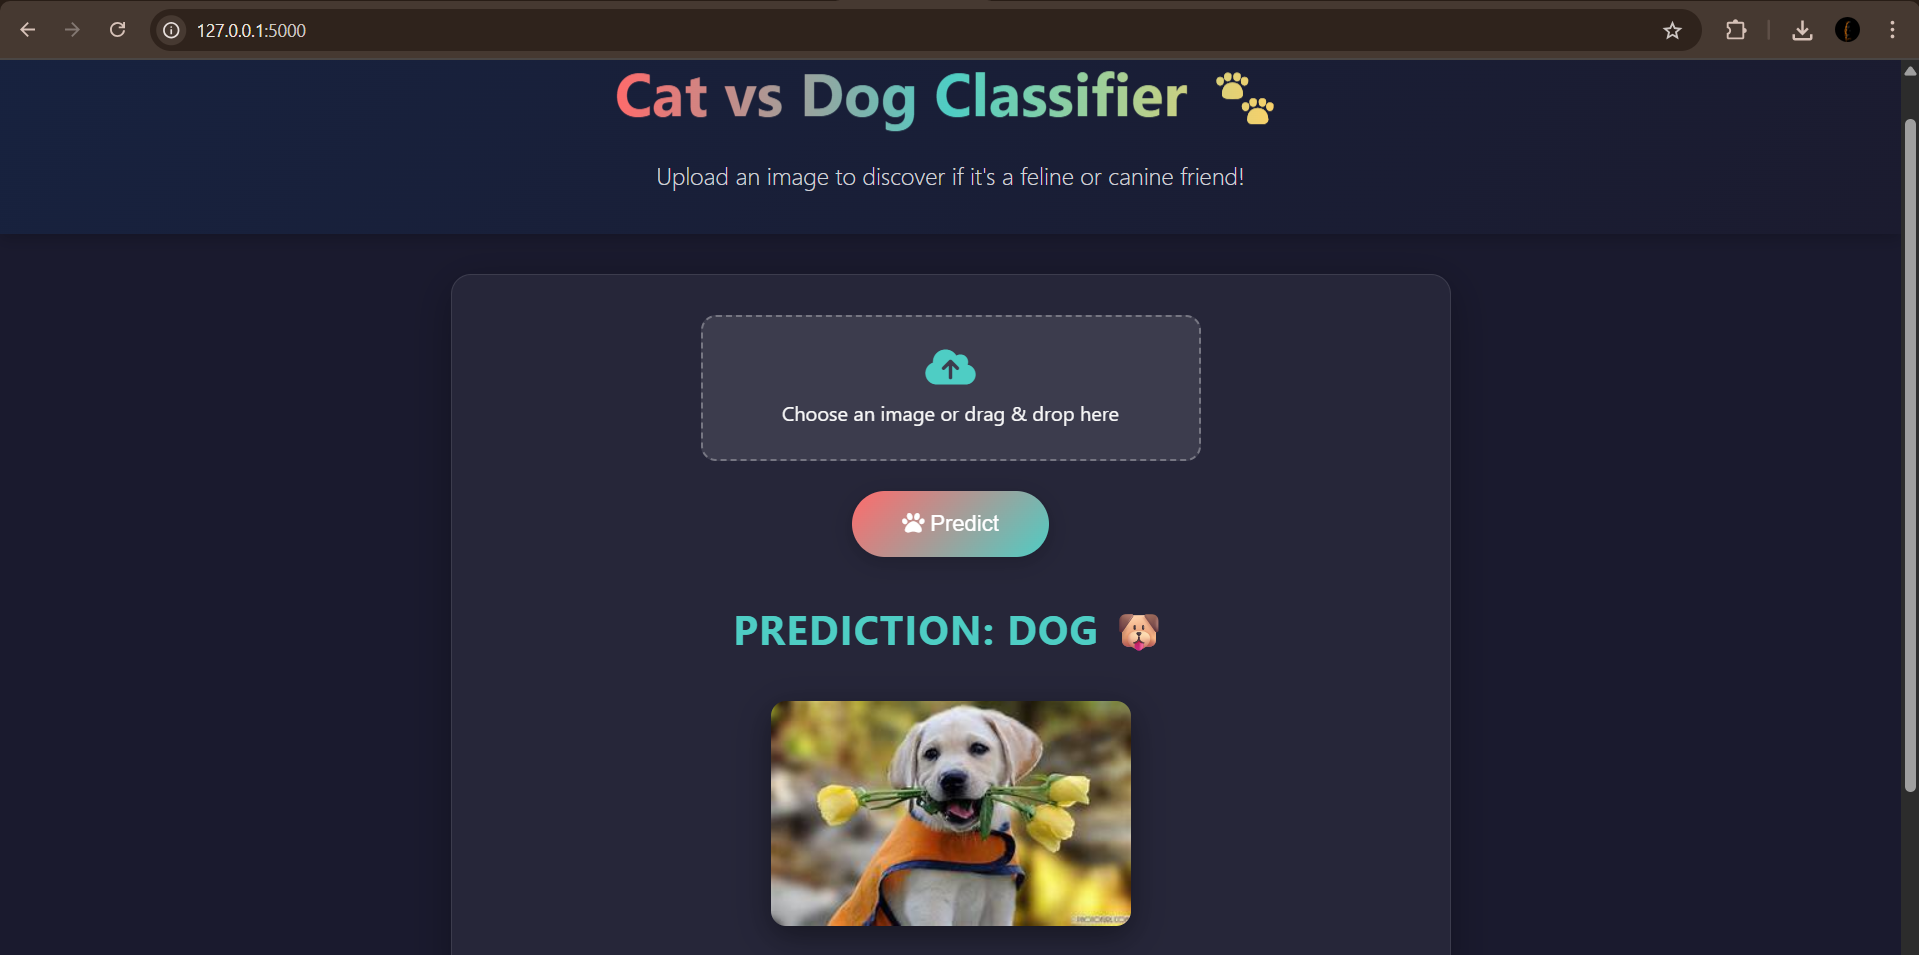 127.0.0.1:5000
Cat vs Dog Classifier
Upload an image to discover if it's a feline or canine friend!
Choose an image or drag & drop here
Predict
PREDICTION: DOG